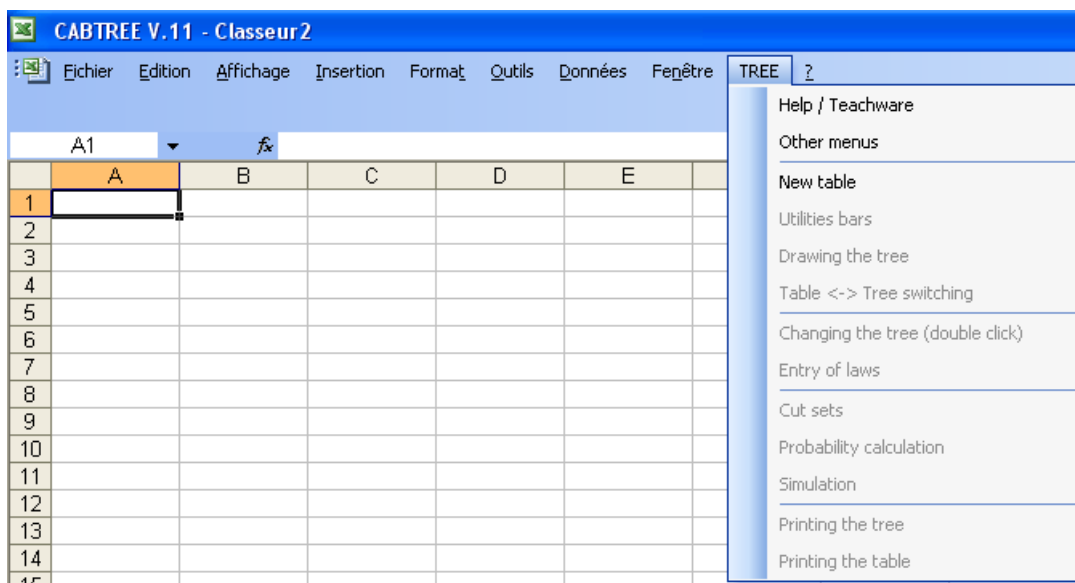 CABTREE V.11 - Classeur2
Fichier Edition Affichage Insertion Format Outils Données Fenêtre TREE ?
Help / Teachware
Other menus
New table
Utilities bars
Drawing the tree
Table <-> Tree switching
Changing the tree (double click)
Entry of laws
Cut sets
Probability calculation
Simulation
Printing the tree
Printing the table
A1 fx
A B C D E
1
2
3
4
5
6
7
8
9
10
11
12
13
14
15